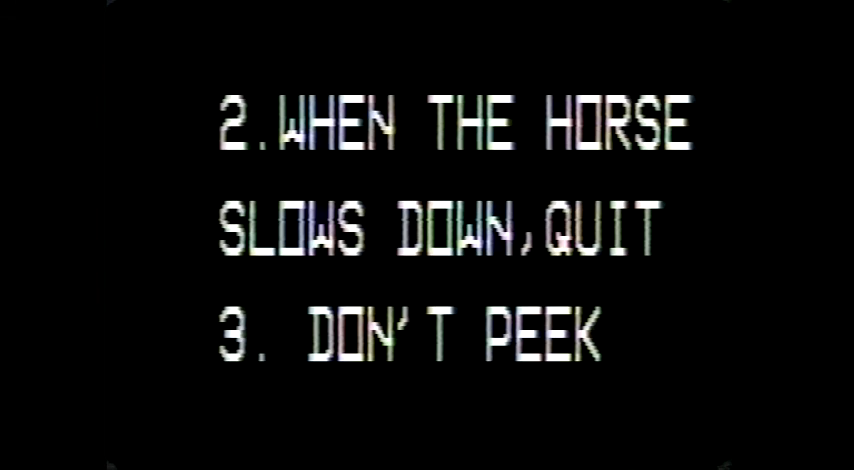 2.WHEN THE HORSE
SLOWS DOWN,QUIT
3. DON'T PEEK